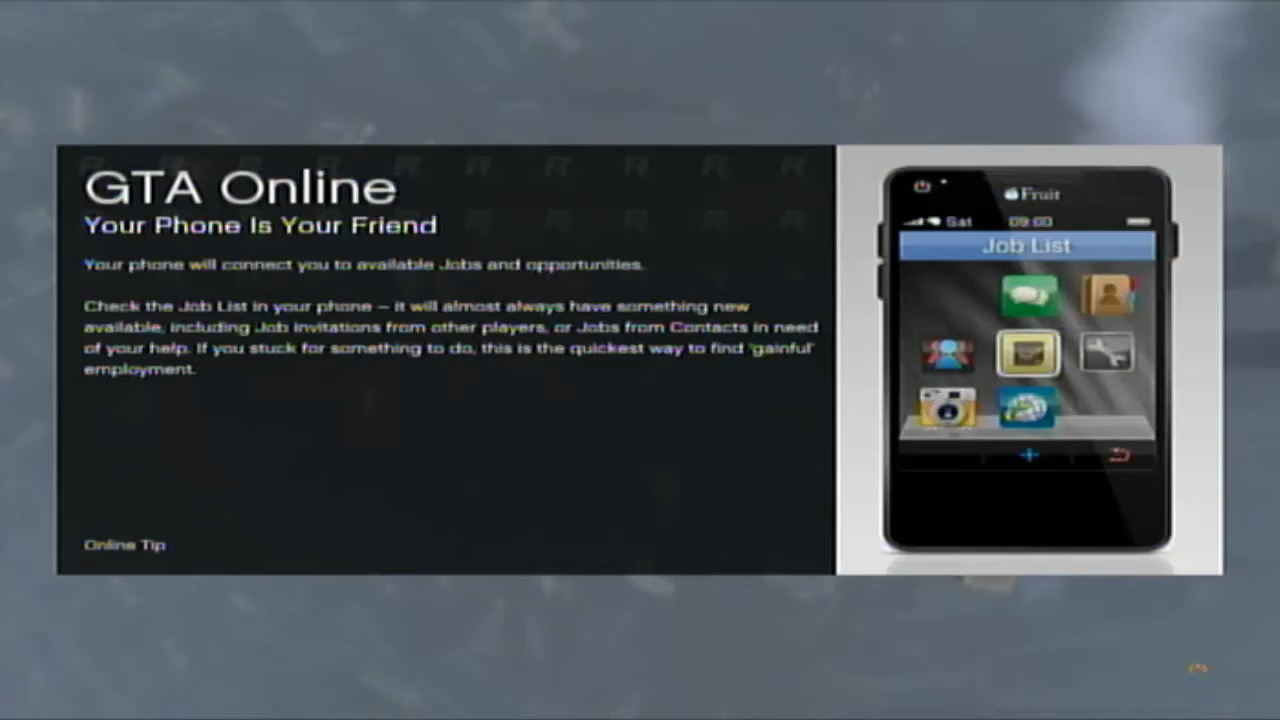 GTA Online
Your Phone Is Your Friend
Your phone will connect you to available Jobs and opportunities.
Check the Job List in your phone – it will almost always have something new
available, including Job invitations from other players, or Jobs from Contacts in need
of your help. If you stuck for something to do, this is the quickest way to find 'gainful'
employment.
Online Tip
Fruit
Sat 09:00
Job List